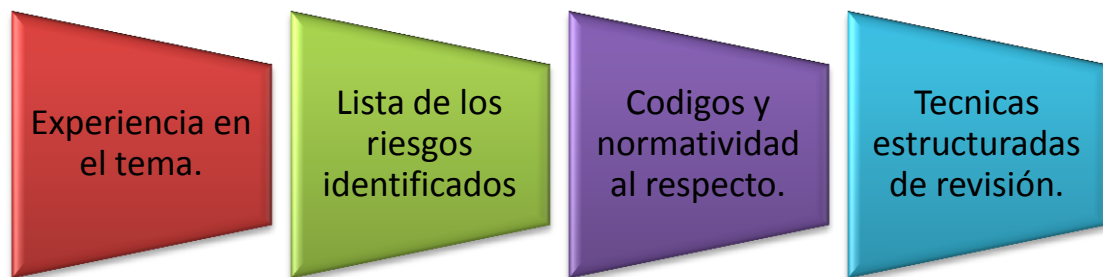 Experiencia en
el tema.
Lista de los
riesgos
identificados
Codigos y
normatividad
al respecto.
Tecnicas
estructuradas
de revisión.